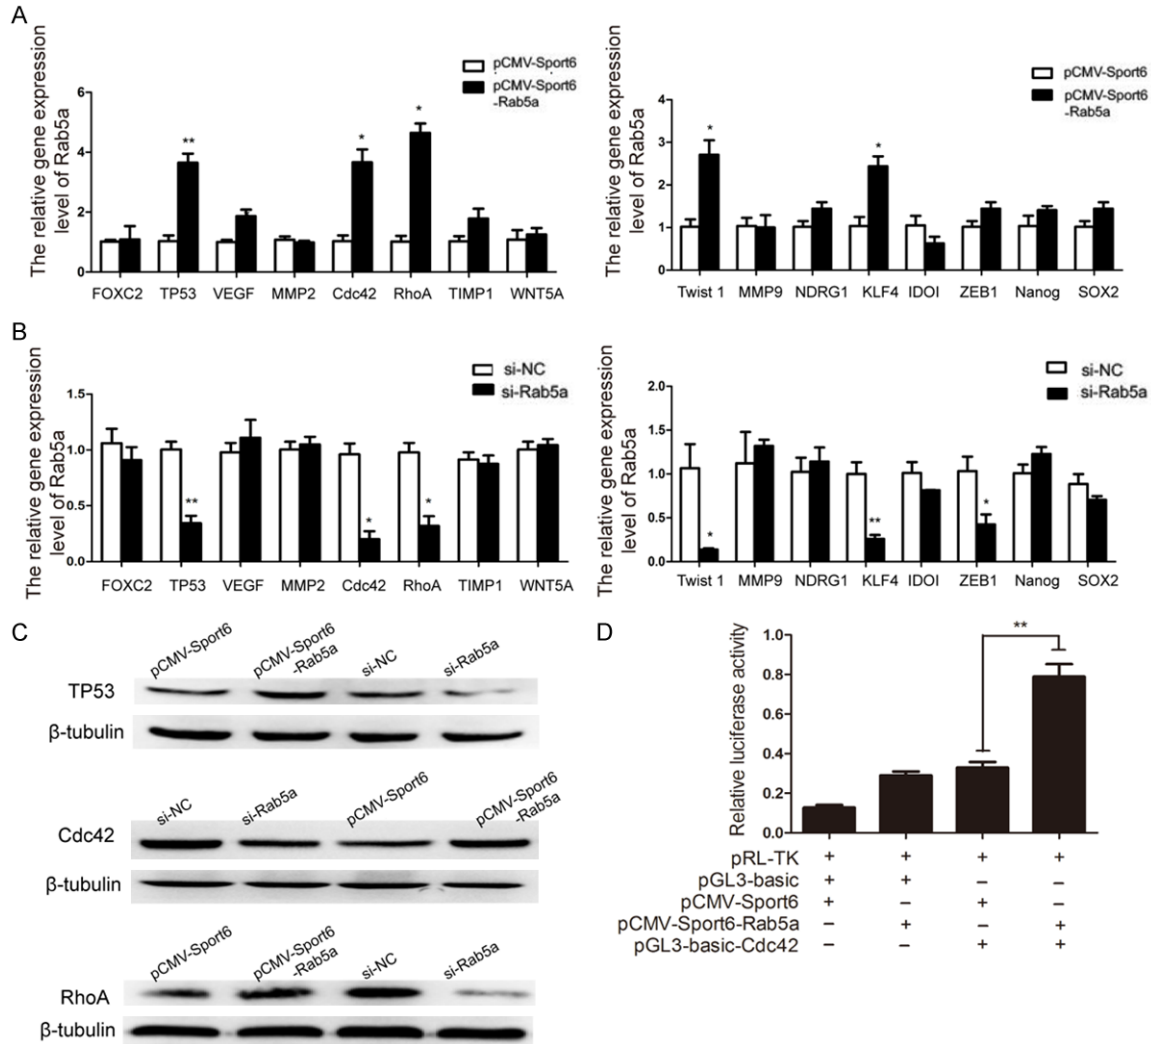 A
The relative gene expression
level of Rab5a
pCMV-Sport6
pCMV-Sport6
-Rab5a
6
4
2
0
**
*
*
FOXC2 TP53 VEGF MMP2 Cdc42 RhoA TIMP1 WNT5A
The relative gene expression
level of Rab5a
pCMV-Sport6
pCMV-Sport6
-Rab5a
4
3
2
1
0
*
*
Twist 1 MMP9 NDRG1 KLF4 IDOI ZEB1 Nanog SOX2
B
The relative gene expression
level of Rab5a
si-NC
si-Rab5a
1.5
1.0
0.5
0.0
**
*
*
FOXC2 TP53 VEGF MMP2 Cdc42 RhoA TIMP1 WNT5A
The relative gene expression
level of Rab5a
si-NC
si-Rab5a
2.0
1.5
1.0
0.5
0.0
*
**
*
Twist 1 MMP9 NDRG1 KLF4 IDOI ZEB1 Nanog SOX2
C
pCMV-Sport6
pCMV-Sport6
-Rab5a
si-NC
si-Rab5a
TP53
β-tubulin
si-NC
si-Rab5a
pCMV-Sport6
pCMV-Sport6
-Rab5a
Cdc42
β-tubulin
pCMV-Sport6
pCMV-Sport6
-Rab5a
si-NC
si-Rab5a
RhoA
β-tubulin
D
Relative luciferase activity
1.0
0.8
0.6
0.4
0.2
0.0
**
pRL-TK + + + +
pGL3-basic + + − −
pCMV-Sport6 + − + −
pCMV-Sport6-Rab5a − + − +
pGL3-basic-Cdc42 − − + +